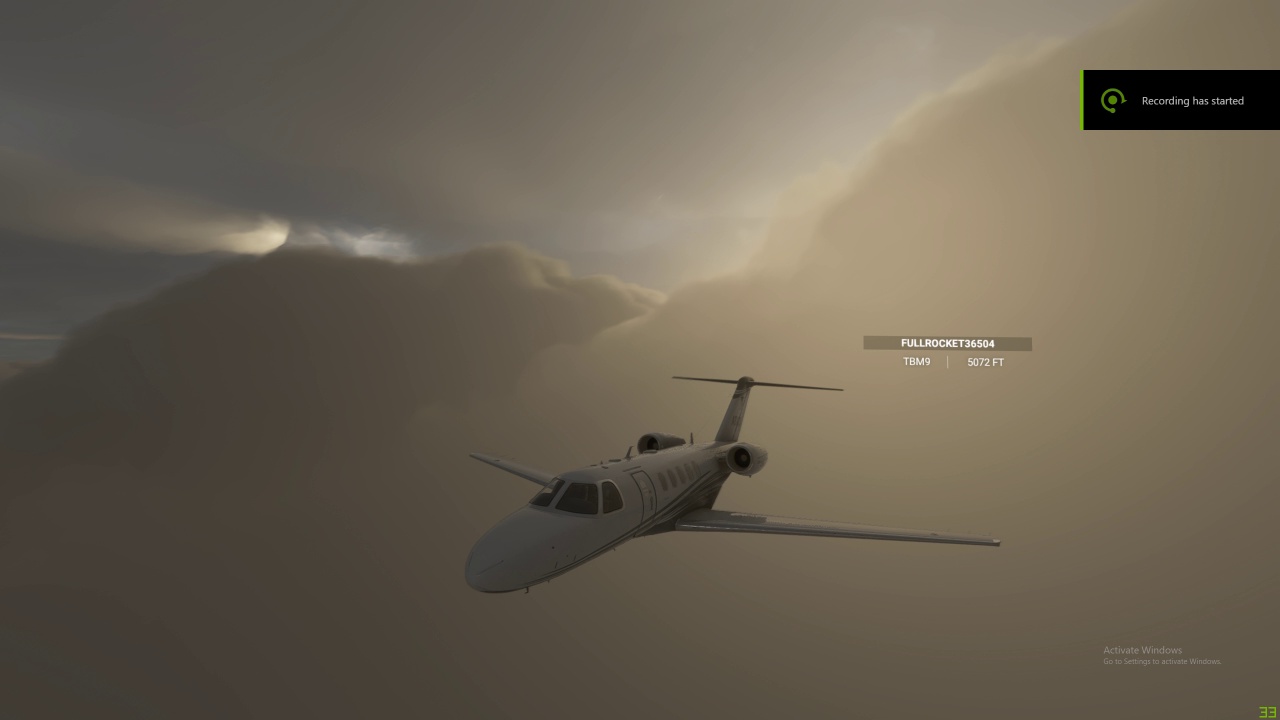 Recording has started
FULLROCKET36504
TBM9 | 5072 FT
Activate Windows
Go to Settings to activate Windows.
33